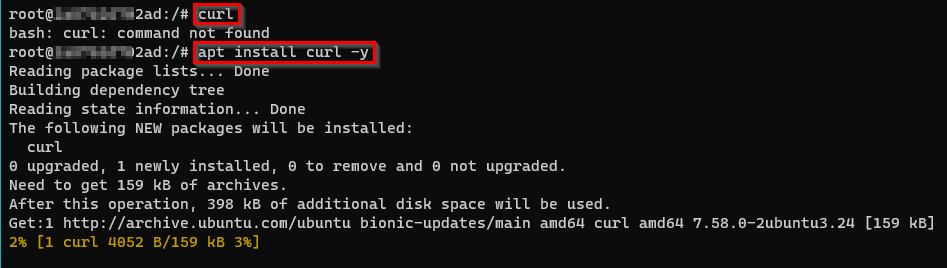 root@ 2ad:/# curl
bash: curl: command not found
root@ 02ad:/# apt install curl -y
Reading package lists... Done
Building dependency tree
Reading state information... Done
The following NEW packages will be installed:
  curl
0 upgraded, 1 newly installed, 0 to remove and 0 not upgraded.
Need to get 159 kB of archives.
After this operation, 398 kB of additional disk space will be used.
Get:1 http://archive.ubuntu.com/ubuntu bionic-updates/main amd64 curl amd64 7.58.0-2ubuntu3.24 [159 kB]
2% [1 curl 4052 B/159 kB 3%]